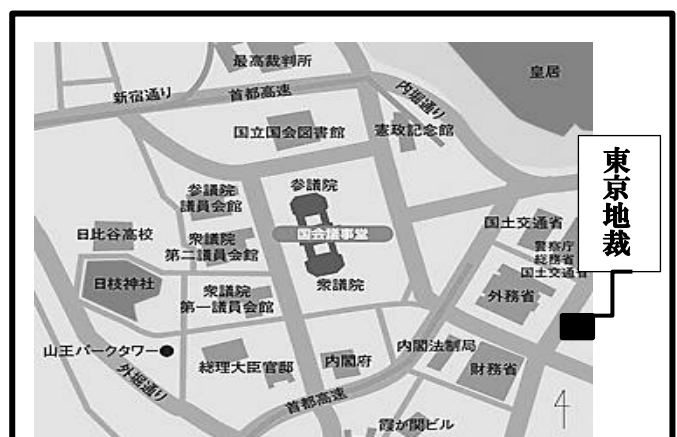 最高裁判所
皇居
新宿通り
首都高速
内堀通り
国立国会図書館
憲政記念館
参議院
議員会館
参議院
日比谷高校
衆議院
第二議員会館
国会議事堂
国土交通省
警察庁
総務省
国土交通省
日枝神社
衆議院
第一議員会館
衆議院
外務省
山王パークタワー
総理大臣官邸
内閣府
内閣法制局
財務省
外堀通り
首都高速
霞が関ビル
東京地裁